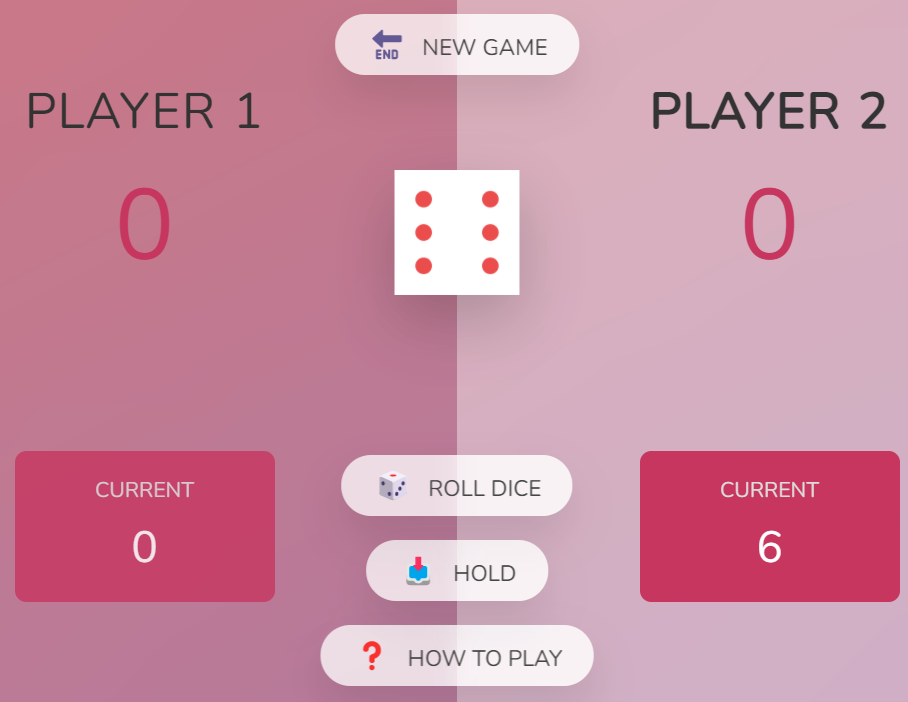 END NEW GAME
PLAYER 1
PLAYER 2
0
0
CURRENT
0
CURRENT
6
ROLL DICE
HOLD
HOW TO PLAY